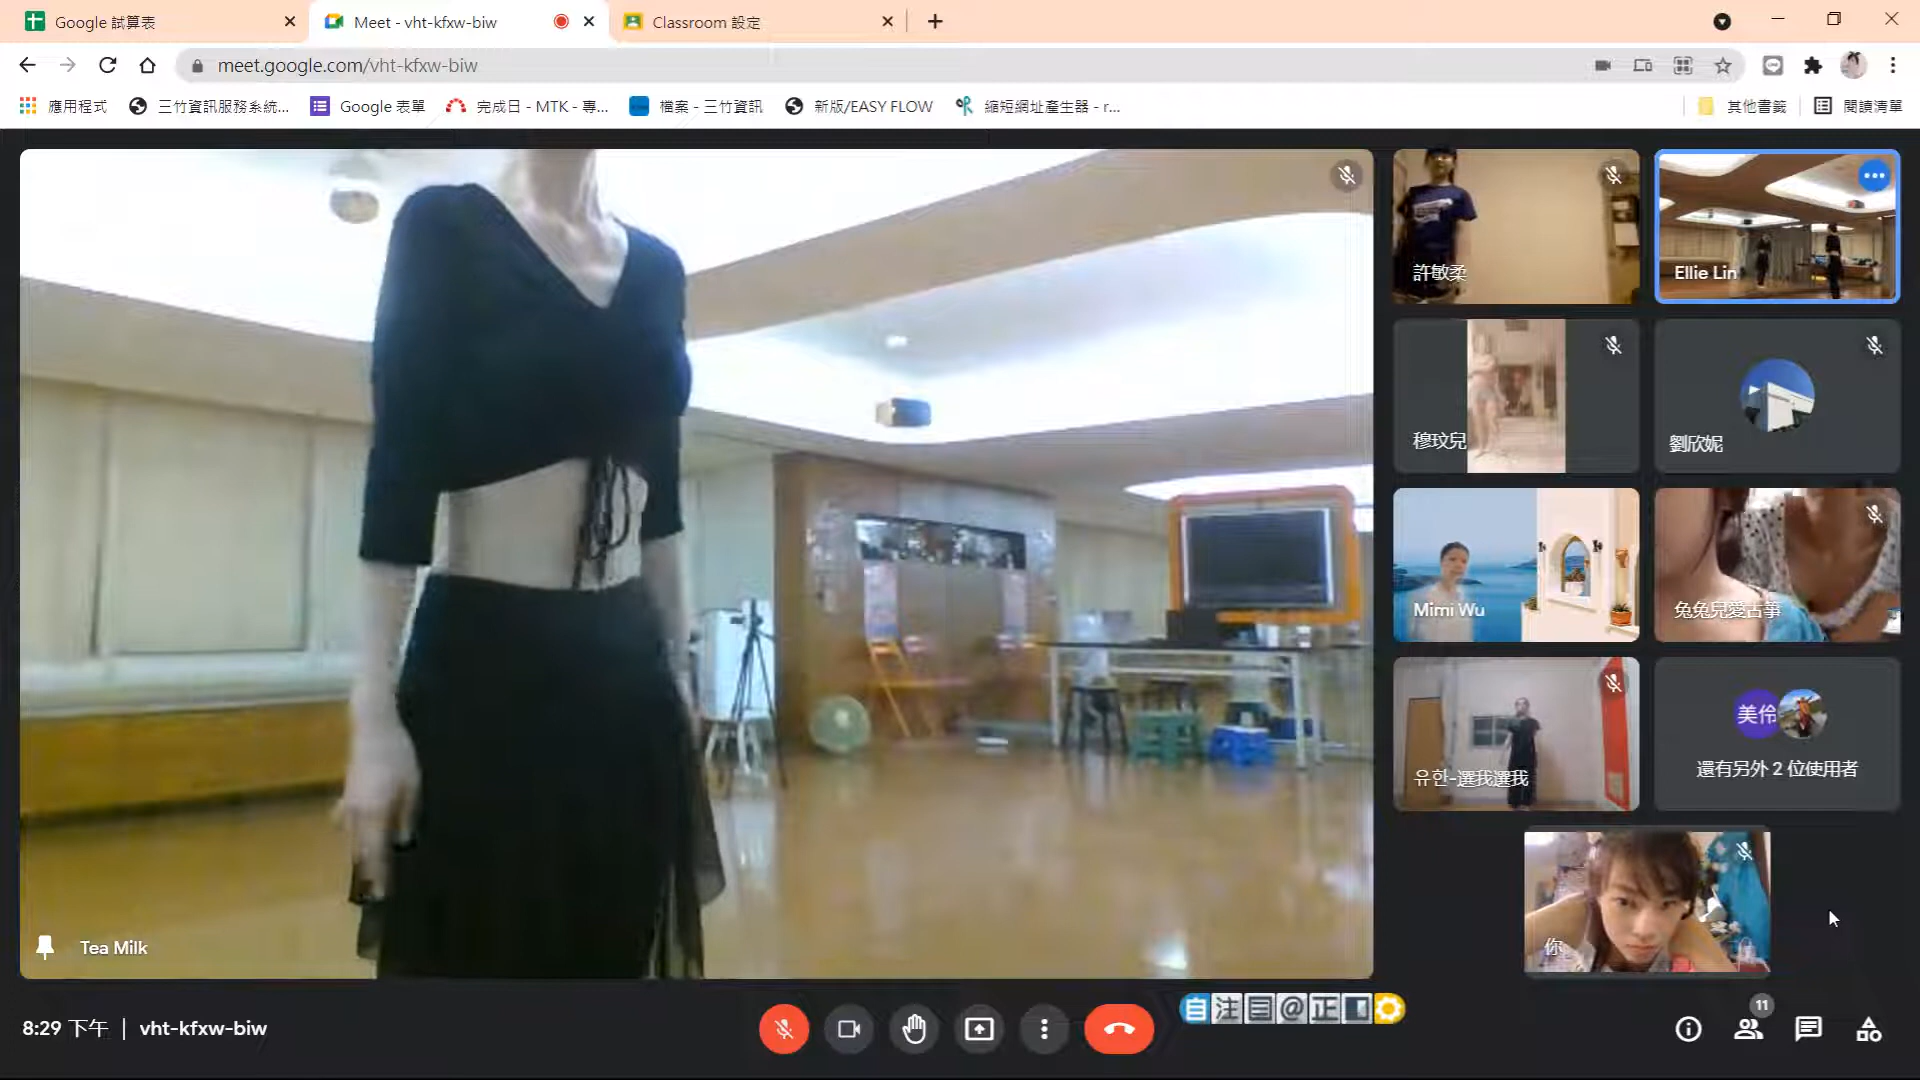 Google 試算表
Meet - vht-kfxw-biw
Classroom 設定
meet.google.com/vht-kfxw-biw
應用程式
三竹資訊服務系統...
Google 表單
完成日 - MTK - 專...
檔案 - 三竹資訊
新版/EASY FLOW
縮短網址產生器 - r...
其他書籤
閱讀清單
許敏柔
Ellie Lin
穆玟兒
劉欣妮
Mimi Wu
兔兔兒愛古箏
유한-選我選我
美伶
還有另外 2 位使用者
你
Tea Milk
8:29 下午 | vht-kfxw-biw
自注@正
11